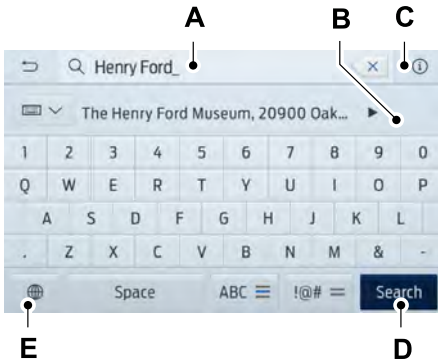 A
B
C
Henry Ford_
The Henry Ford Museum, 20900 Oak...
1 2 3 4 5 6 7 8 9 0
Q W E R T Y U I O P
A S D F G H J K L
. Z X C V B N M & -
Space ABC !@# Search
E
D